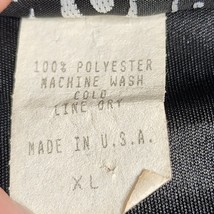 100% POLYESTER
MACHINE WASH
COLD
LINE DRY
MADE IN U.S.A.
XL